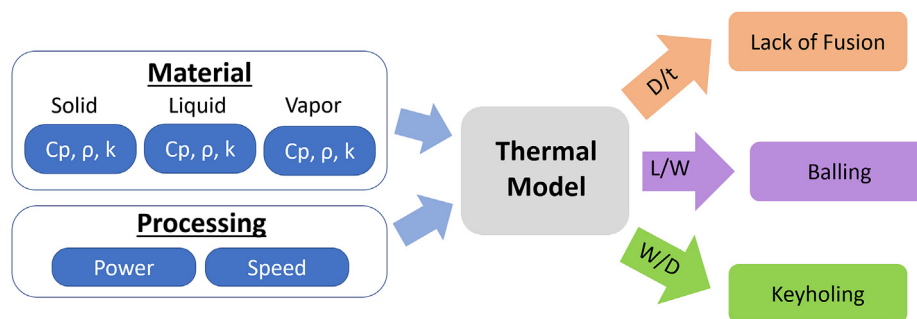 Material
Solid
Liquid
Vapor
Cp, ρ, k
Cp, ρ, k
Cp, ρ, k
Processing
Power
Speed
Thermal
Model
D/t
L/W
W/D
Lack of Fusion
Balling
Keyholing